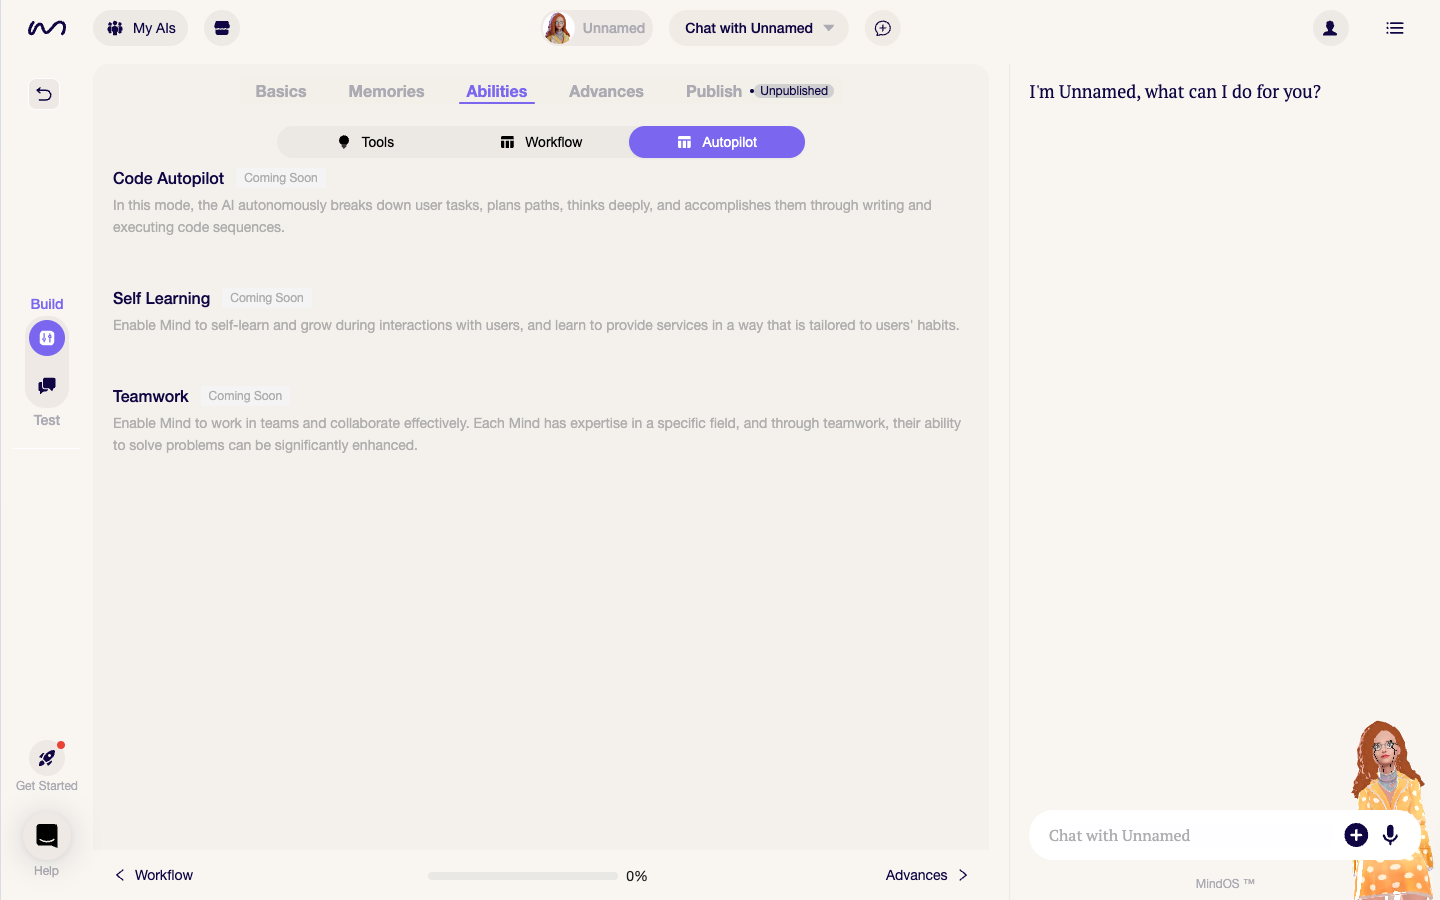 My AIs
Unnamed
Chat with Unnamed
Basics
Memories
Abilities
Advances
Publish
Unpublished
Tools
Workflow
Autopilot
Code Autopilot
Coming Soon
In this mode, the AI autonomously breaks down user tasks, plans paths, thinks deeply, and accomplishes them through writing and
executing code sequences.
Self Learning
Coming Soon
Enable Mind to self-learn and grow during interactions with users, and learn to provide services in a way that is tailored to users' habits.
Teamwork
Coming Soon
Enable Mind to work in teams and collaborate effectively. Each Mind has expertise in a specific field, and through teamwork, their ability
to solve problems can be significantly enhanced.
Build
Test
Get Started
Help
Workflow
0%
Advances
I'm Unnamed, what can I do for you?
Chat with Unnamed
MindOS ™